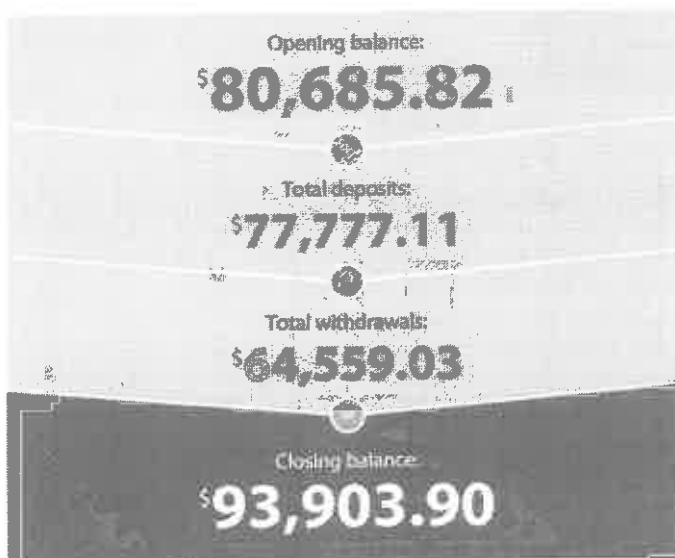 Opening balance:
$80,685.82
Total deposits:
$77,777.11
Total withdrawals:
$64,559.03
Closing balance:
$93,903.90